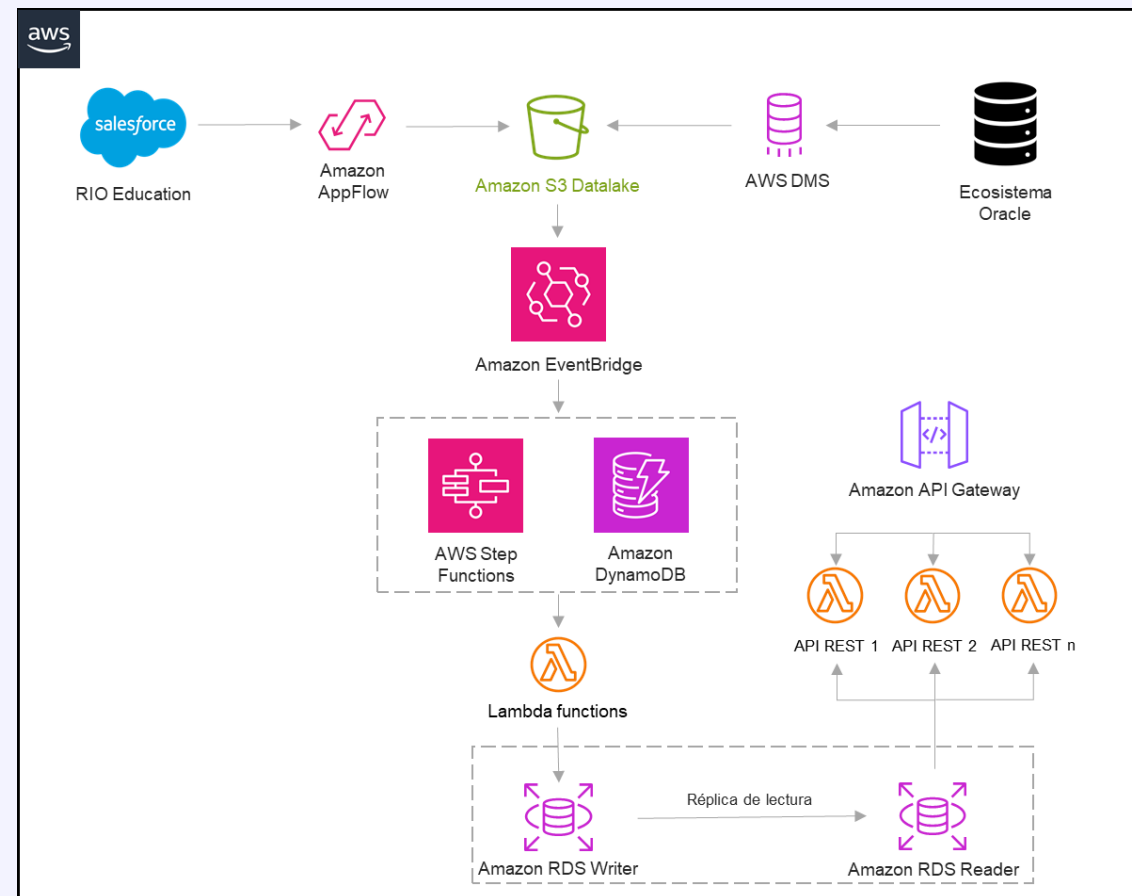 aws
salesforce
RIO Education
Amazon
AppFlow
Amazon S3 Datalake
AWS DMS
Ecosistema
Oracle
Amazon EventBridge
AWS Step
Functions
Amazon
DynamoDB
Amazon API Gateway
API REST 1
API REST 2
API REST n
Lambda functions
Réplica de lectura
Amazon RDS Writer
Amazon RDS Reader